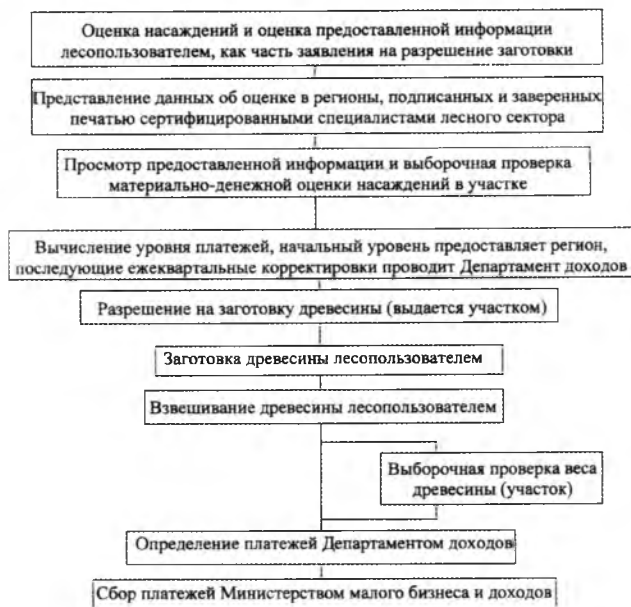 Оценка насаждений и оценка предоставленной информации
лесопользователем, как часть заявления на разрешение заготовки
Представление данных об оценке в регионы, подписанных и заверенных
печатью сертифицированными специалистами лесного сектора
Просмотр предоставленной информации и выборочная проверка
материально-денежной оценки насаждений в участке
Вычисление уровня платежей, начальный уровень предоставляет регион,
последующие ежеквартальные корректировки проводит Департамент доходов
Разрешение на заготовку древесины (выдается участком)
Заготовка древесины лесопользователем
Взвешивание древесины лесопользователем
Выборочная проверка веса
древесины (участок)
Определение платежей Департаментом доходов
Сбор платежей Министерством малого бизнеса и доходов